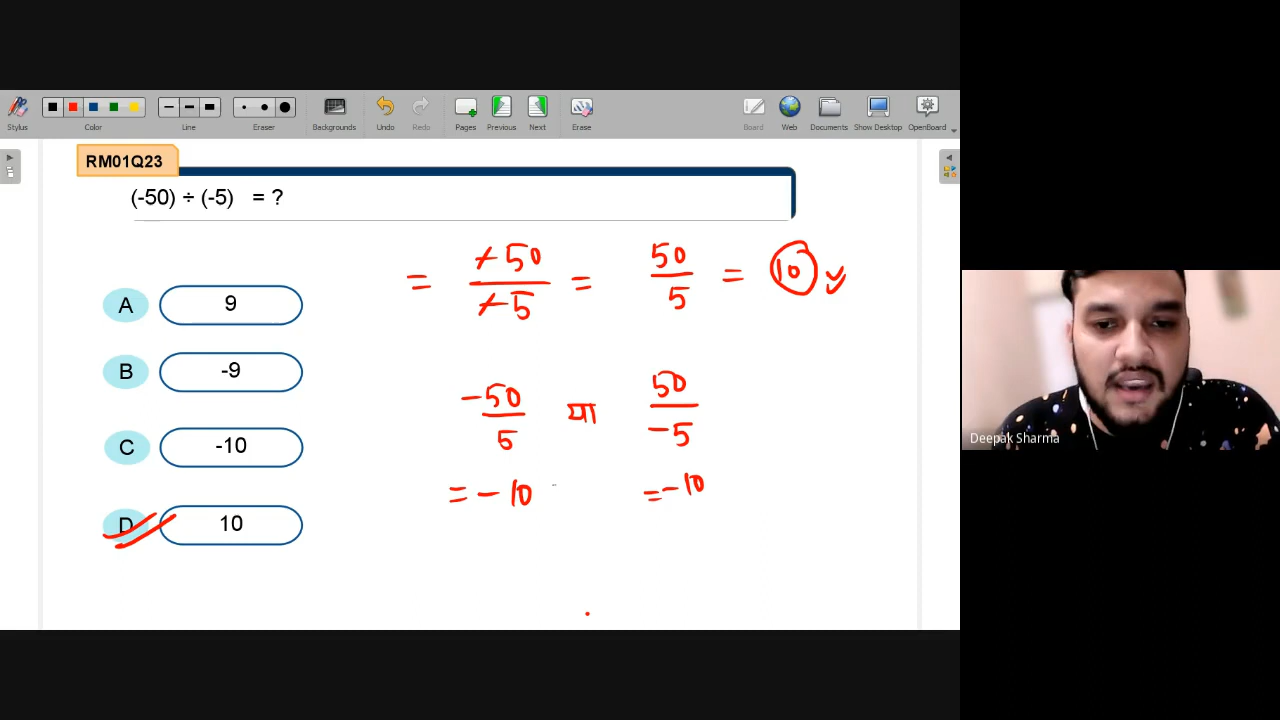 Stylus Color Line Eraser Backgrounds Undo Redo Pages Previous Next Erase Board Web Documents Show Desktop OpenBoard
RM01Q23
(-50) ÷ (-5) = ?
= -50/-5 = 50/5 = 10
A 9
B -9
-50/5 या 50/-5
C -10
= -10 = -10
D 10
Deepak Sharma